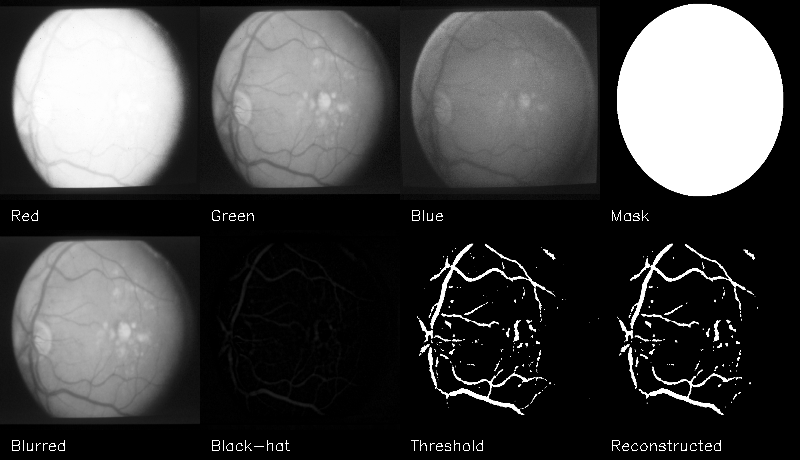 Red
Green
Blue
Mask
Blurred
Black-hat
Threshold
Reconstructed